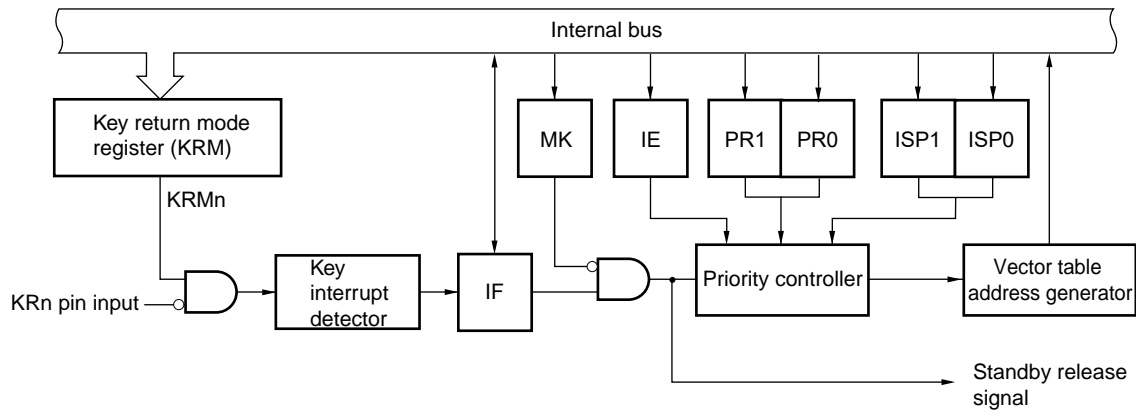 Internal bus
Key return mode
register (KRM)
MK
IE
PR1
PR0
ISP1
ISP0
KRMn
KRn pin input
Key
interrupt
detector
IF
Priority controller
Vector table
address generator
Standby release
signal